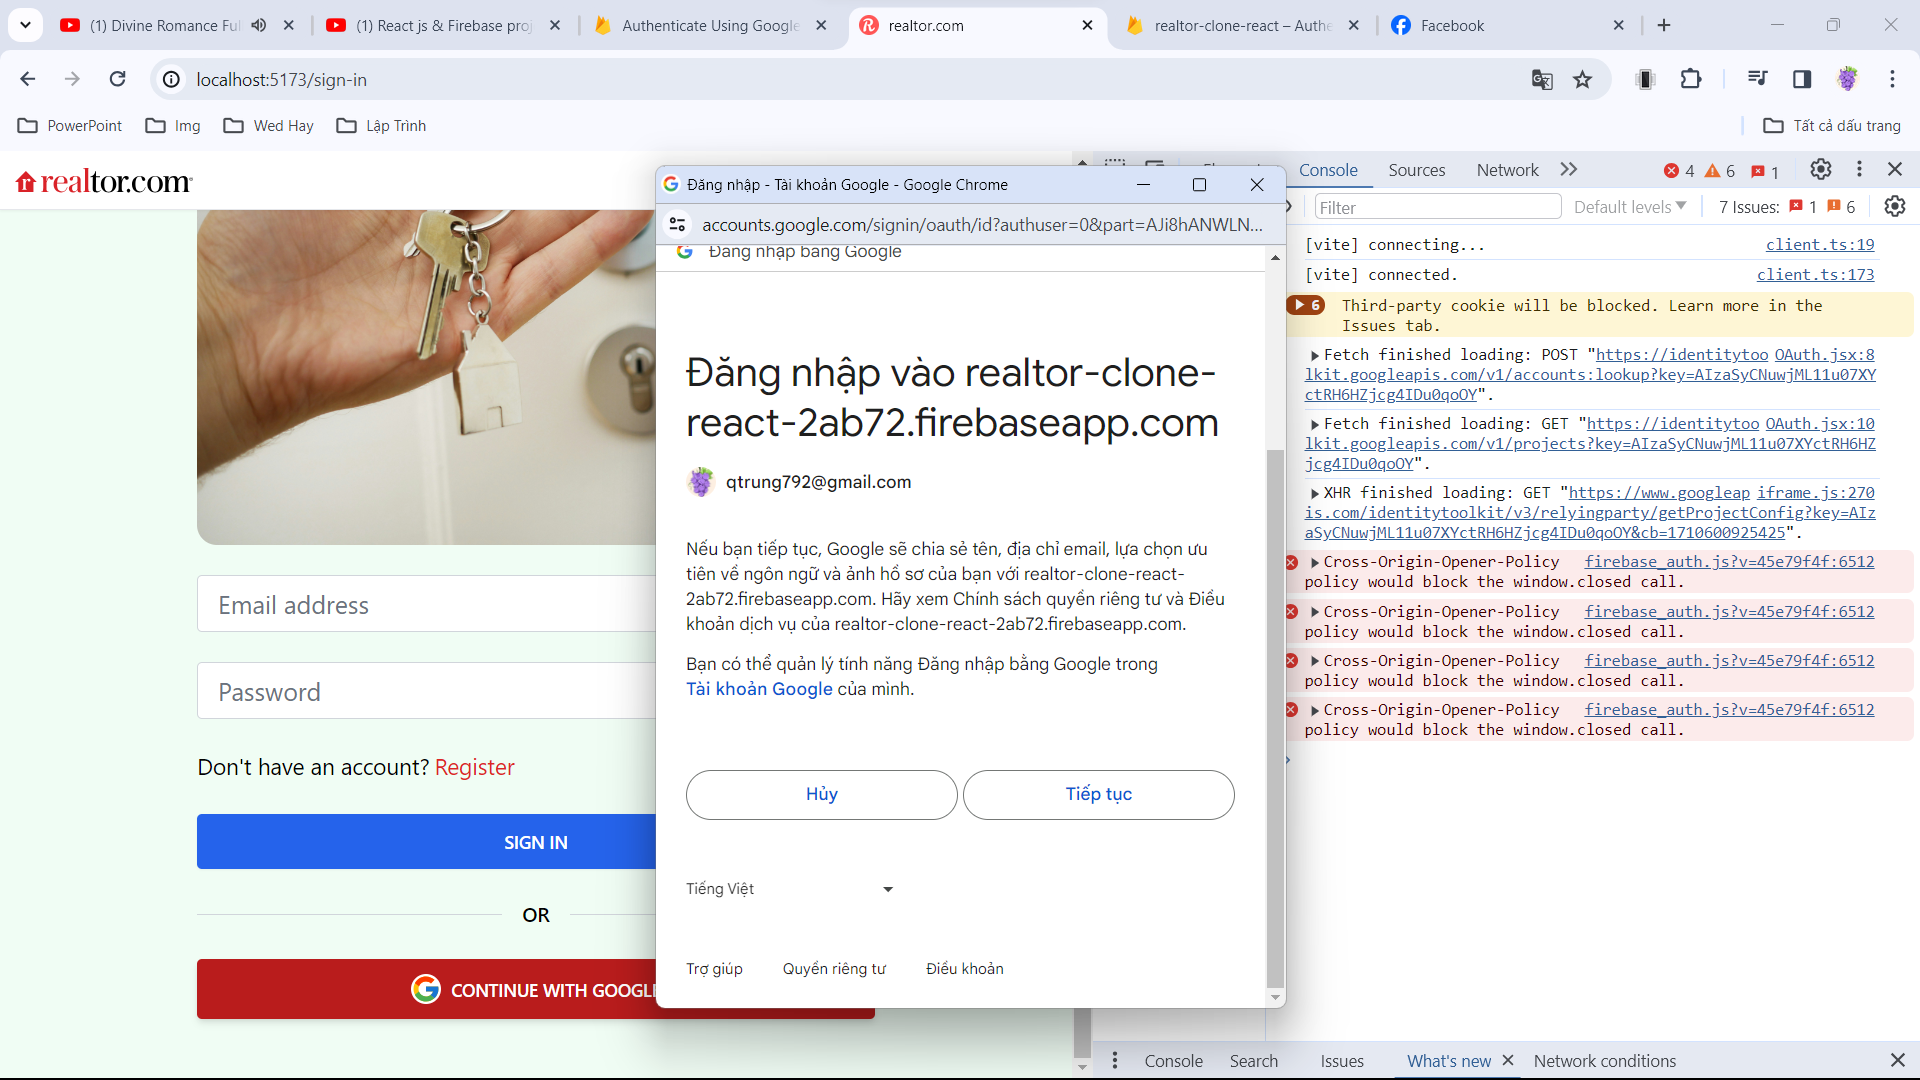 (1) Divine Romance Ful
(1) React js & Firebase proj
Authenticate Using Google
realtor.com
realtor-clone-react – Authe
Facebook
localhost:5173/sign-in
PowerPoint
Img
Wed Hay
Lập Trình
Tất cả dấu trang
realtor.com
Email address
Password
Don't have an account? Register
SIGN IN
OR
CONTINUE WITH GOOGLE
Đăng nhập - Tài khoản Google - Google Chrome
accounts.google.com/signin/oauth/id?authuser=0&part=AJi8hANWLN...
Đăng nhập bằng Google
Đăng nhập vào realtor-clone-
react-2ab72.firebaseapp.com
qtrung792@gmail.com
Nếu bạn tiếp tục, Google sẽ chia sẻ tên, địa chỉ email, lựa chọn ưu
tiên về ngôn ngữ và ảnh hồ sơ của bạn với realtor-clone-react-
2ab72.firebaseapp.com. Hãy xem Chính sách quyền riêng tư và Điều
khoản dịch vụ của realtor-clone-react-2ab72.firebaseapp.com.
Bạn có thể quản lý tính năng Đăng nhập bằng Google trong
Tài khoản Google của mình.
Hủy
Tiếp tục
Tiếng Việt
Trợ giúp
Quyền riêng tư
Điều khoản
Console
Sources
Network
4
6
1
Filter
Default levels
7 Issues:
1
6
[vite] connecting... client.ts:19
[vite] connected. client.ts:173
6
Third-party cookie will be blocked. Learn more in the
Issues tab.
Fetch finished loading: POST "https://identitytoo OAuth.jsx:8
lkit.googleapis.com/v1/accounts:lookup?key=AIzaSyCNuwjML11u07XY
ctRH6HZjcg4IDu0qoOY".
Fetch finished loading: GET "https://identitytoo OAuth.jsx:10
lkit.googleapis.com/v1/projects?key=AIzaSyCNuwjML11u07XYctRH6HZ
jcg4IDu0qoOY".
XHR finished loading: GET "https://www.googleap iframe.js:270
is.com/identitytoolkit/v3/relyingparty/getProjectConfig?key=AIz
aSyCNuwjML11u07XYctRH6HZjcg4IDu0qoOY&cb=1710600925425".
Cross-Origin-Opener-Policy firebase_auth.js?v=45e79f4f:6512
policy would block the window.closed call.
Cross-Origin-Opener-Policy firebase_auth.js?v=45e79f4f:6512
policy would block the window.closed call.
Cross-Origin-Opener-Policy firebase_auth.js?v=45e79f4f:6512
policy would block the window.closed call.
Cross-Origin-Opener-Policy firebase_auth.js?v=45e79f4f:6512
policy would block the window.closed call.
Console
Search
Issues
What's new
Network conditions